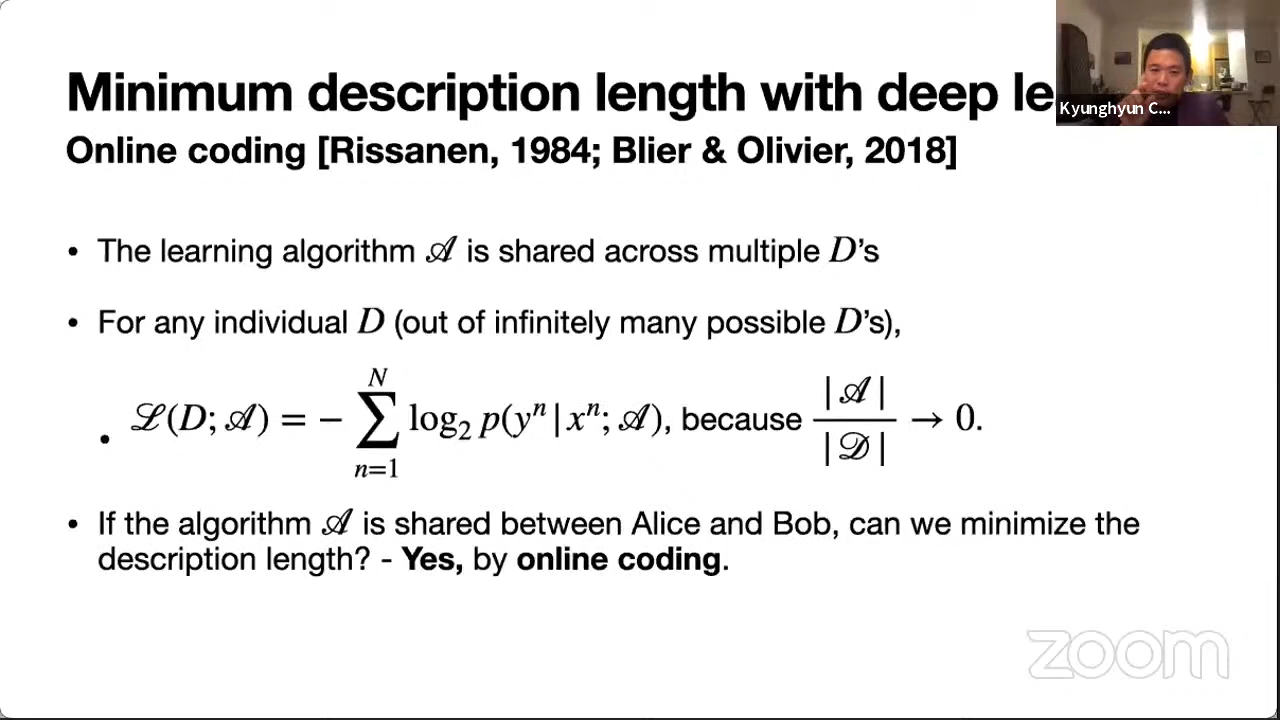 Minimum description length with deep le
Kyunghyun C...
Online coding [Rissanen, 1984; Blier & Olivier, 2018]
• The learning algorithm 𝒜 is shared across multiple D's
• For any individual D (out of infinitely many possible D's),
• ℒ(D; 𝒜) = − ∑_{n=1}^{N} log₂ p(yⁿ | xⁿ; 𝒜), because |𝒜| / |𝒟| → 0.
• If the algorithm 𝒜 is shared between Alice and Bob, can we minimize the
description length? - Yes, by online coding.
zoom